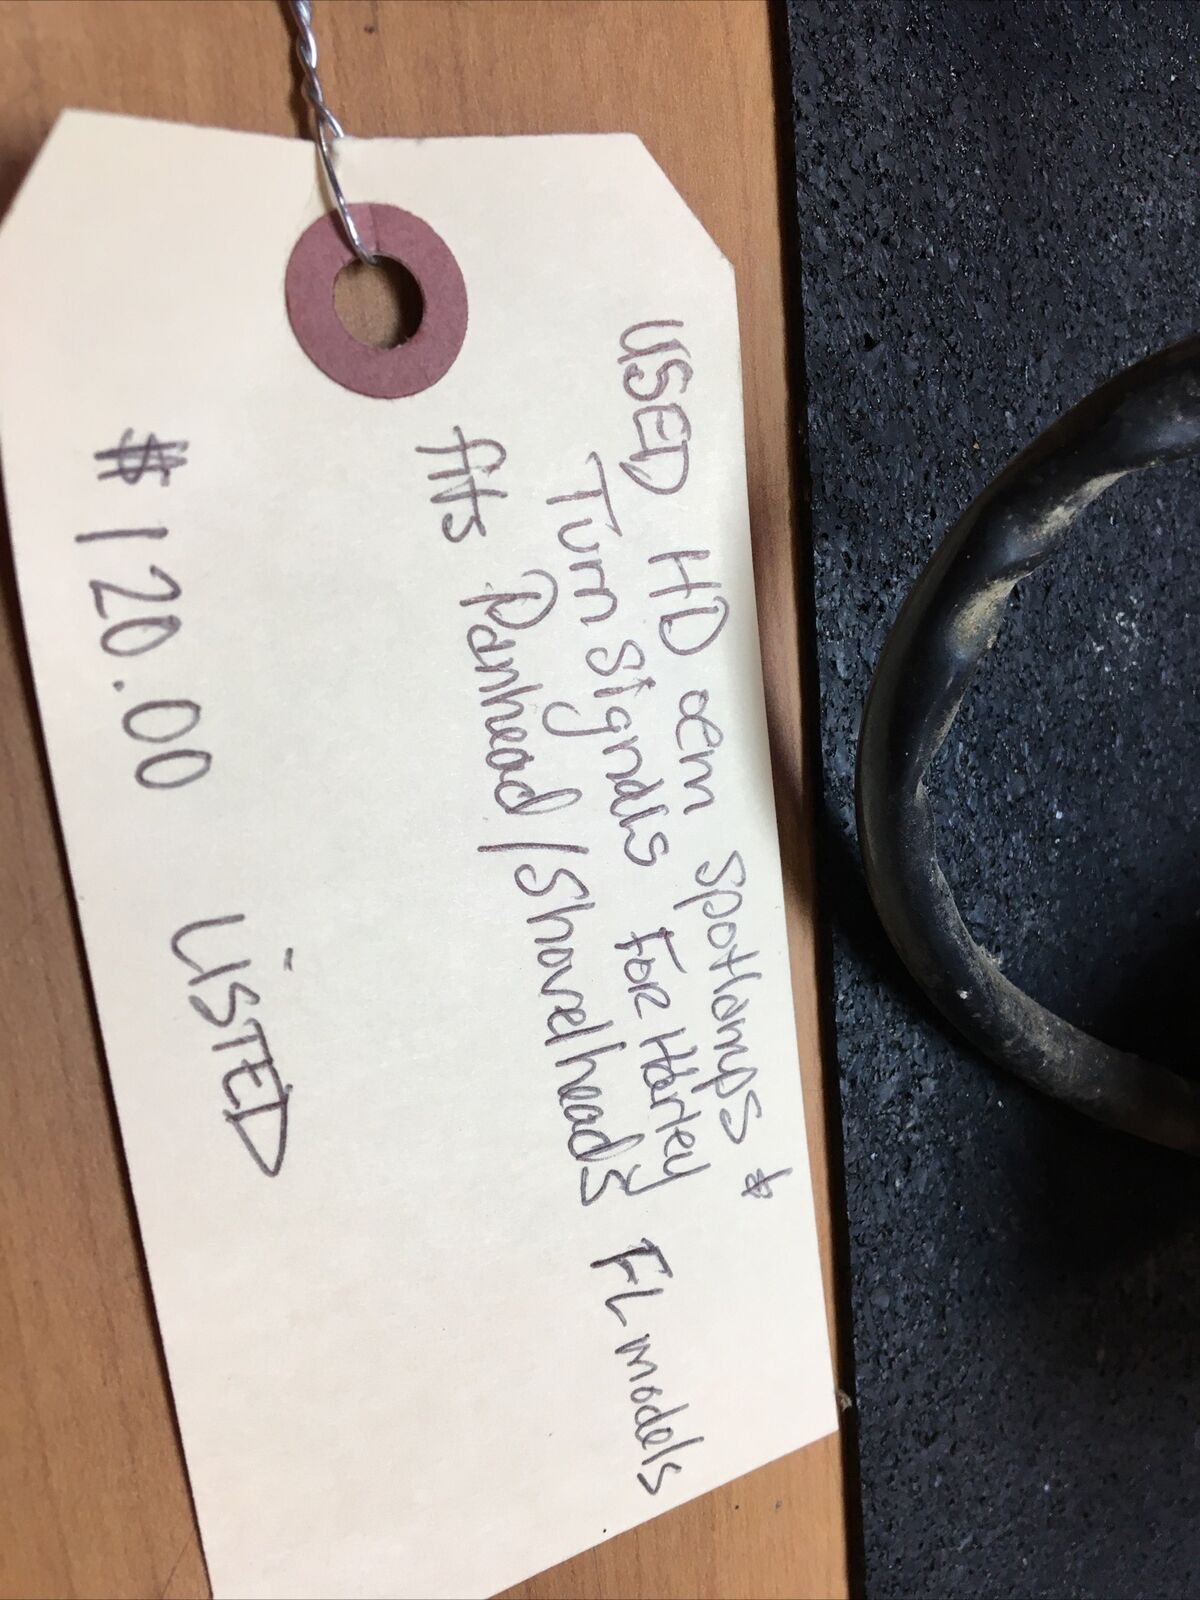 USED HD oem spotlamps &
Turn signals FOR Harley
fits Panhead/Shovelheads FL models
$120.00 LISTED